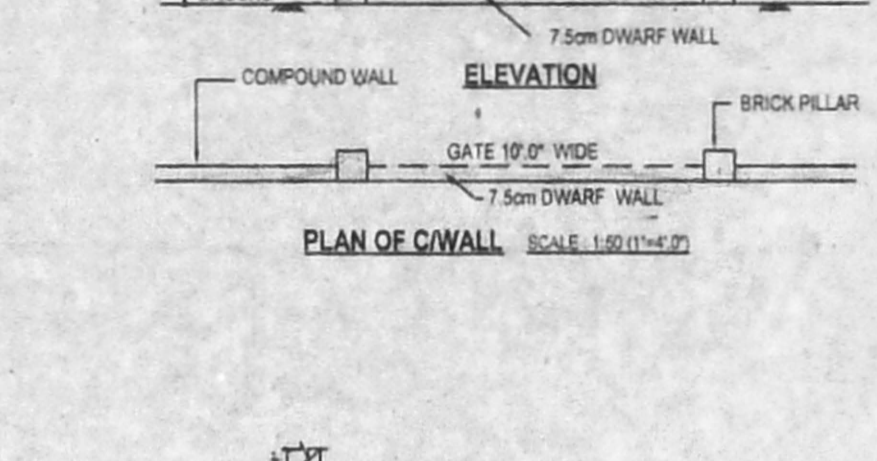 7.5cm DWARF WALL
ELEVATION
COMPOUND WALL
BRICK PILLAR
GATE 10'.0" WIDE
7.5cm DWARF WALL
PLAN OF C/WALL SCALE : 1:50 (1"=4'.0")